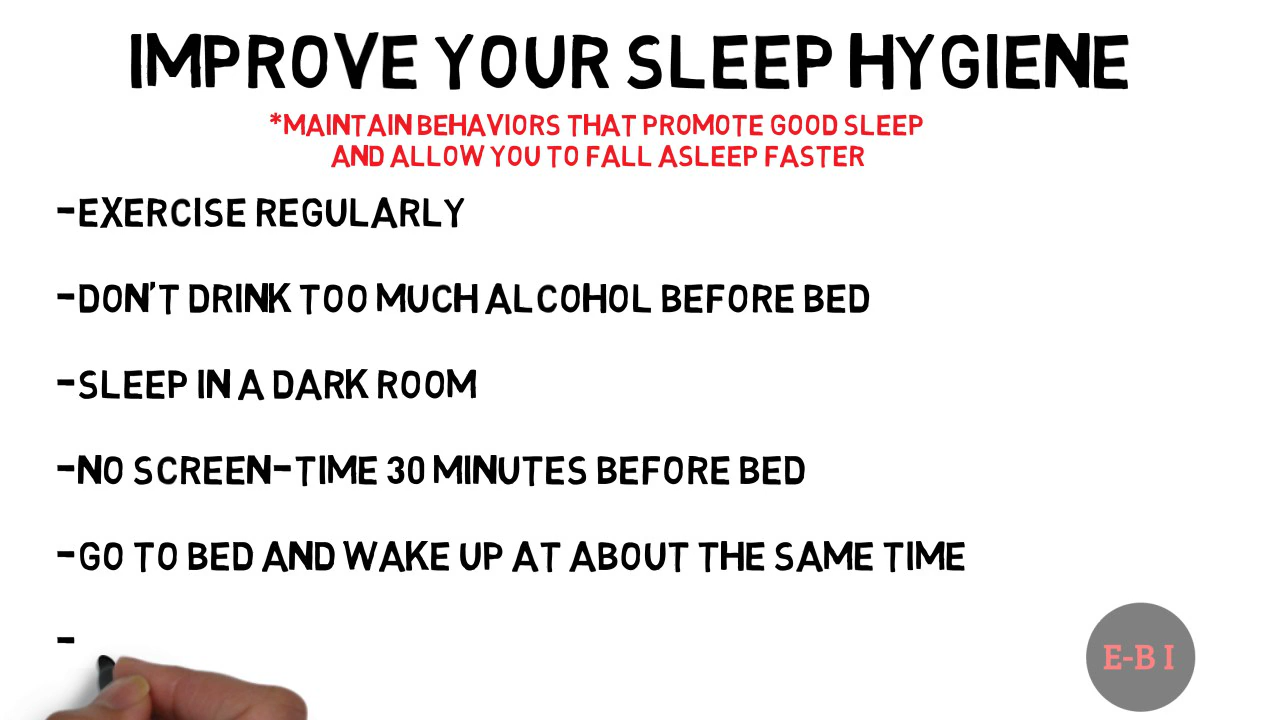 IMPROVE YOUR SLEEP HYGIENE
*MAINTAIN BEHAVIORS THAT PROMOTE GOOD SLEEP
AND ALLOW YOU TO FALL ASLEEP FASTER
-EXERCISE REGULARLY
-DON'T DRINK TOO MUCH ALCOHOL BEFORE BED
-SLEEP IN A DARK ROOM
-NO SCREEN-TIME 30 MINUTES BEFORE BED
-GO TO BED AND WAKE UP AT ABOUT THE SAME TIME
-
E-B I